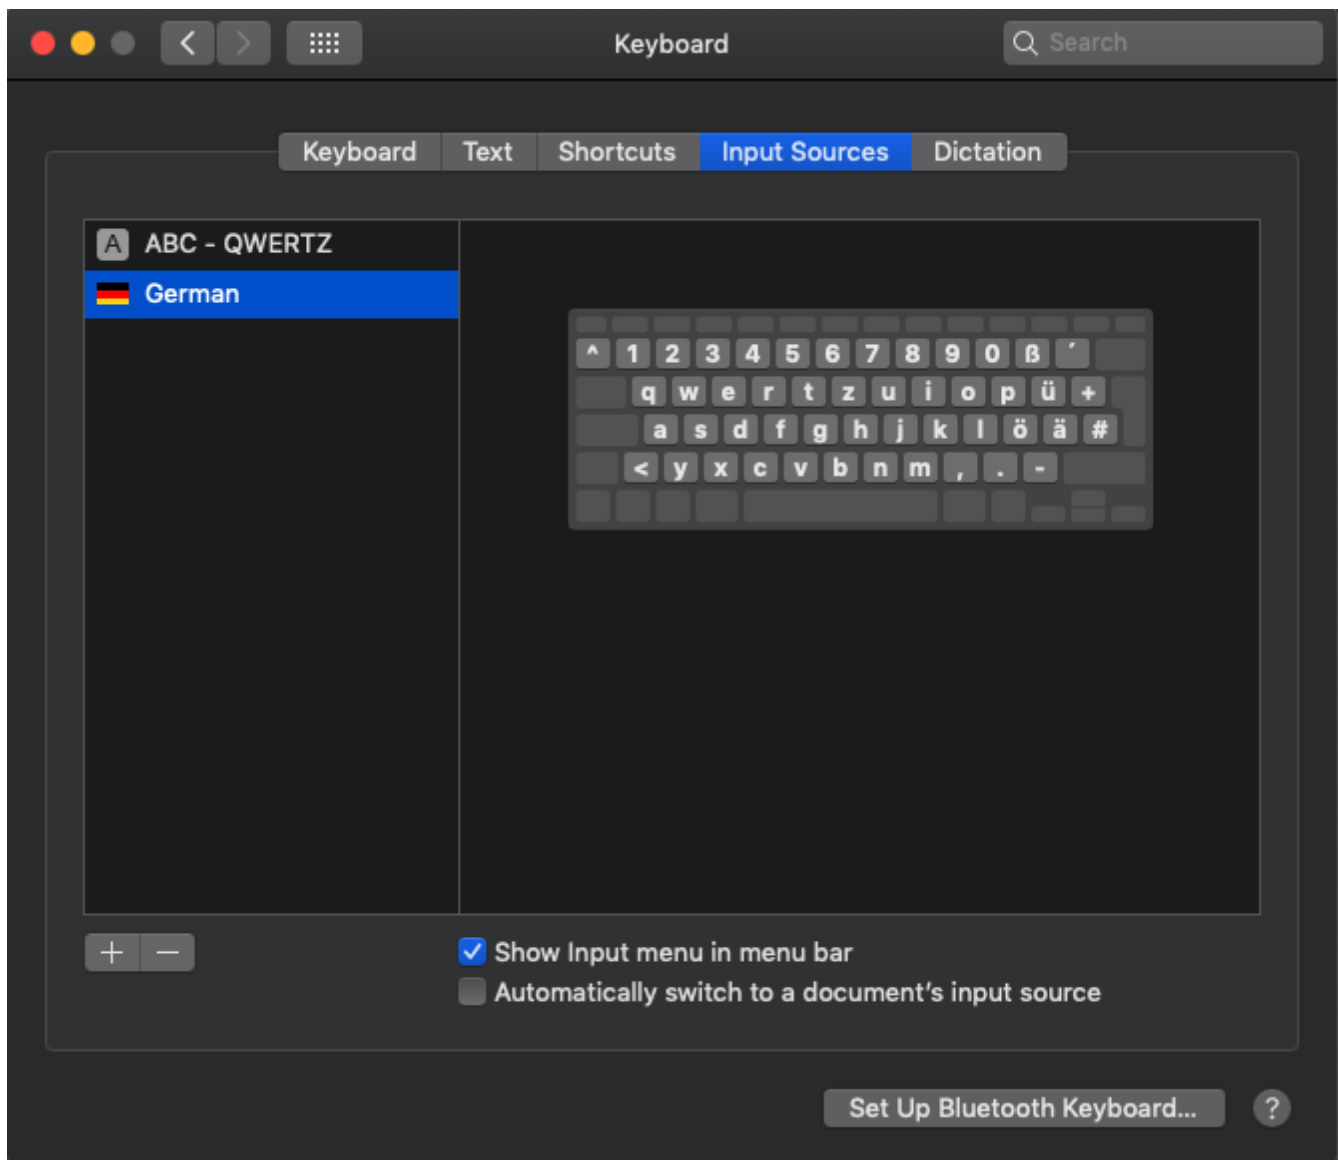 Keyboard
Search
Keyboard Text Shortcuts Input Sources Dictation
A ABC - QWERTZ
German
^ 1 2 3 4 5 6 7 8 9 0 ß ´
q w e r t z u i o p ü +
a s d f g h j k l ö ä #
< y x c v b n m , . -
Show Input menu in menu bar
Automatically switch to a document’s input source
Set Up Bluetooth Keyboard... ?